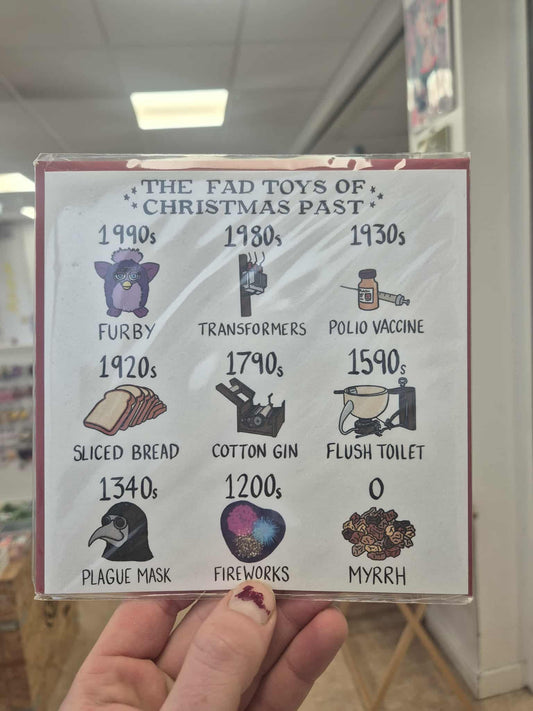 THE FAD TOYS OF
CHRISTMAS PAST
1990s 1980s 1930s
FURBY TRANSFORMERS POLIO VACCINE
1920s 1790s 1590s
SLICED BREAD COTTON GIN FLUSH TOILET
1340s 1200s 0
PLAGUE MASK FIREWORKS MYRRH